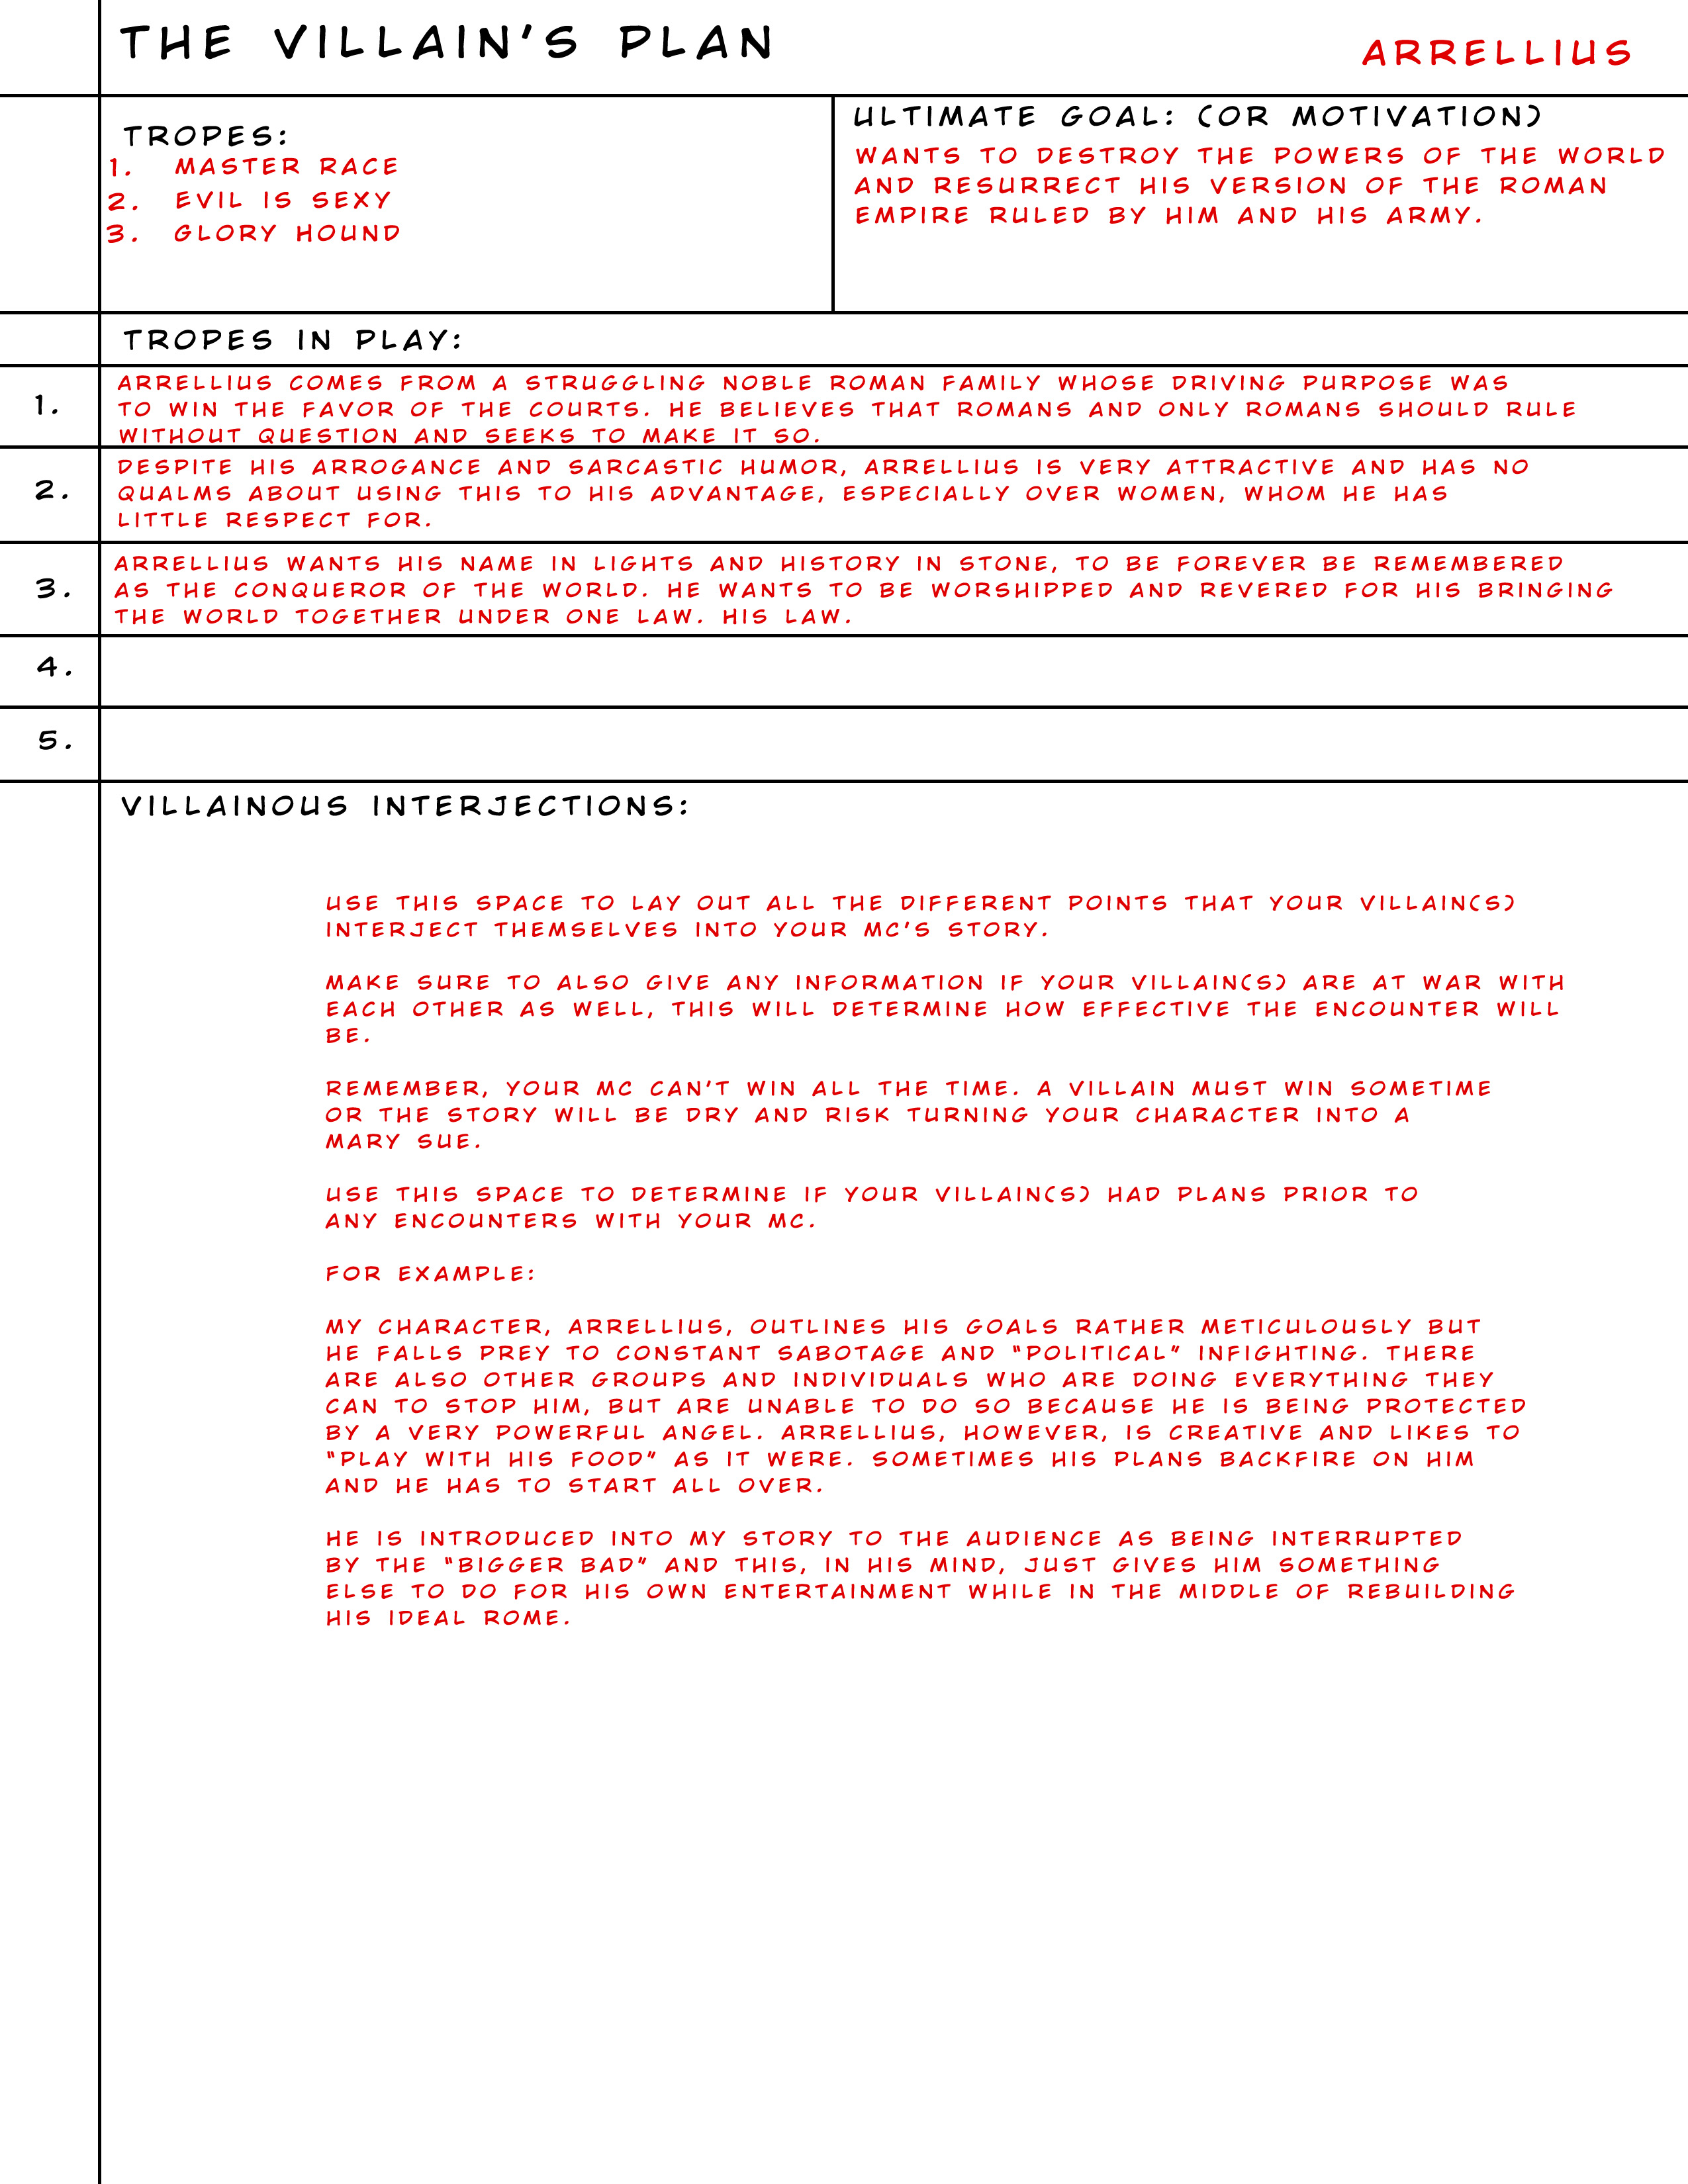 THE VILLAIN'S PLAN
ARRELLIUS
TROPES:
1. MASTER RACE
2. EVIL IS SEXY
3. GLORY HOUND
ULTIMATE GOAL: (OR MOTIVATION)
WANTS TO DESTROY THE POWERS OF THE WORLD
AND RESURRECT HIS VERSION OF THE ROMAN
EMPIRE RULED BY HIM AND HIS ARMY.
TROPES IN PLAY:
1.
ARRELLIUS COMES FROM A STRUGGLING NOBLE ROMAN FAMILY WHOSE DRIVING PURPOSE WAS
TO WIN THE FAVOR OF THE COURTS. HE BELIEVES THAT ROMANS AND ONLY ROMANS SHOULD RULE
WITHOUT QUESTION AND SEEKS TO MAKE IT SO.
2.
DESPITE HIS ARROGANCE AND SARCASTIC HUMOR, ARRELLIUS IS VERY ATTRACTIVE AND HAS NO
QUALMS ABOUT USING THIS TO HIS ADVANTAGE, ESPECIALLY OVER WOMEN, WHOM HE HAS
LITTLE RESPECT FOR.
3.
ARRELLIUS WANTS HIS NAME IN LIGHTS AND HISTORY IN STONE, TO BE FOREVER BE REMEMBERED
AS THE CONQUEROR OF THE WORLD. HE WANTS TO BE WORSHIPPED AND REVERED FOR HIS BRINGING
THE WORLD TOGETHER UNDER ONE LAW. HIS LAW.
4.
5.
VILLAINOUS INTERJECTIONS:
USE THIS SPACE TO LAY OUT ALL THE DIFFERENT POINTS THAT YOUR VILLAIN(S)
INTERJECT THEMSELVES INTO YOUR MC'S STORY.
MAKE SURE TO ALSO GIVE ANY INFORMATION IF YOUR VILLAIN(S) ARE AT WAR WITH
EACH OTHER AS WELL, THIS WILL DETERMINE HOW EFFECTIVE THE ENCOUNTER WILL
BE.
REMEMBER, YOUR MC CAN'T WIN ALL THE TIME. A VILLAIN MUST WIN SOMETIME
OR THE STORY WILL BE DRY AND RISK TURNING YOUR CHARACTER INTO A
MARY SUE.
USE THIS SPACE TO DETERMINE IF YOUR VILLAIN(S) HAD PLANS PRIOR TO
ANY ENCOUNTERS WITH YOUR MC.
FOR EXAMPLE:
MY CHARACTER, ARRELLIUS, OUTLINES HIS GOALS RATHER METICULOUSLY BUT
HE FALLS PREY TO CONSTANT SABOTAGE AND "POLITICAL" INFIGHTING. THERE
ARE ALSO OTHER GROUPS AND INDIVIDUALS WHO ARE DOING EVERYTHING THEY
CAN TO STOP HIM, BUT ARE UNABLE TO DO SO BECAUSE HE IS BEING PROTECTED
BY A VERY POWERFUL ANGEL. ARRELLIUS, HOWEVER, IS CREATIVE AND LIKES TO
"PLAY WITH HIS FOOD" AS IT WERE. SOMETIMES HIS PLANS BACKFIRE ON HIM
AND HE HAS TO START ALL OVER.
HE IS INTRODUCED INTO MY STORY TO THE AUDIENCE AS BEING INTERRUPTED
BY THE "BIGGER BAD" AND THIS, IN HIS MIND, JUST GIVES HIM SOMETHING
ELSE TO DO FOR HIS OWN ENTERTAINMENT WHILE IN THE MIDDLE OF REBUILDING
HIS IDEAL ROME.